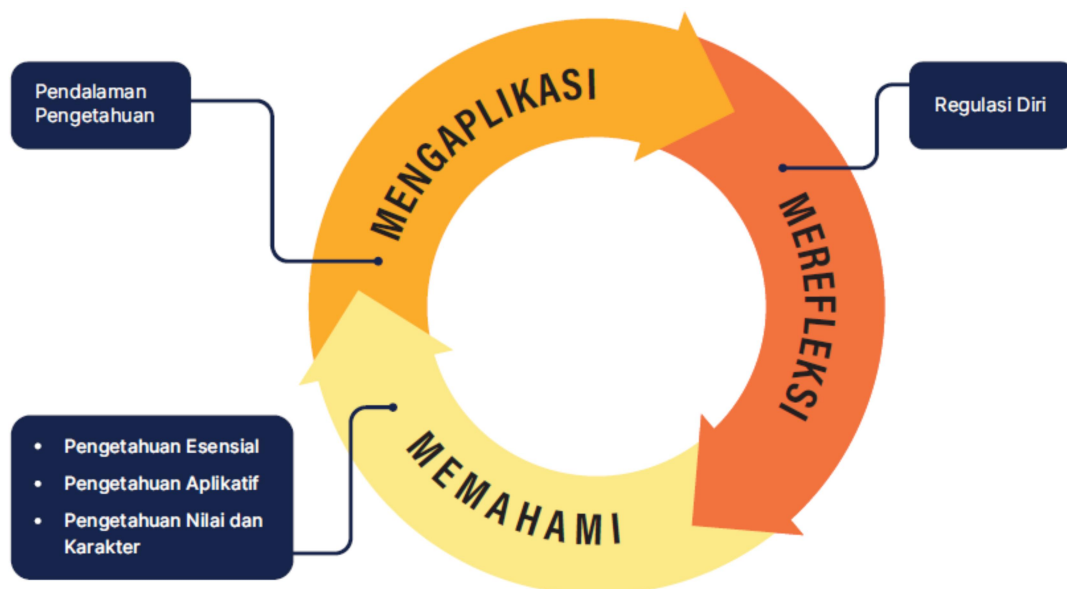 Pendalaman
Pengetahuan
MENGAPLIKASI
Regulasi Diri
MEREFLEKSI
• Pengetahuan Esensial
• Pengetahuan Aplikatif
• Pengetahuan Nilai dan
Karakter
MEMAHAMI